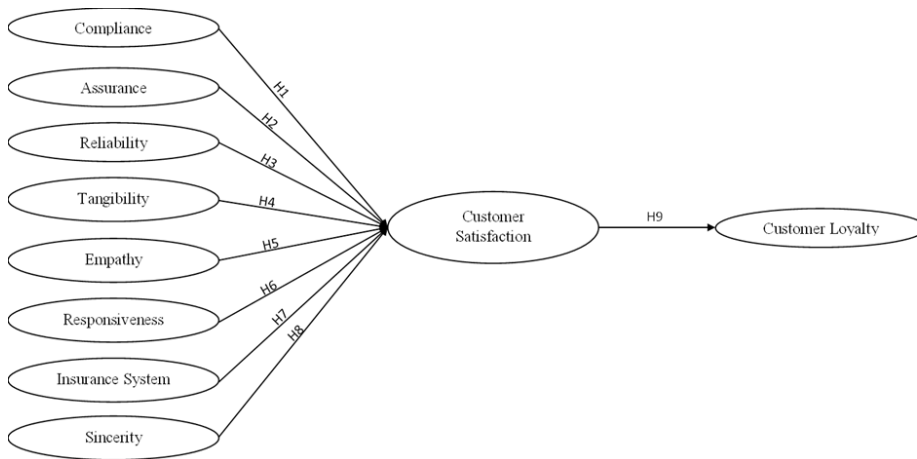 Compliance
H1
Assurance
H2
Reliability
H3
Tangibility
H4
Empathy
H5
Responsiveness
H6
Insurance System
H7
Sincerity
H8
Customer
Satisfaction
H9
Customer Loyalty